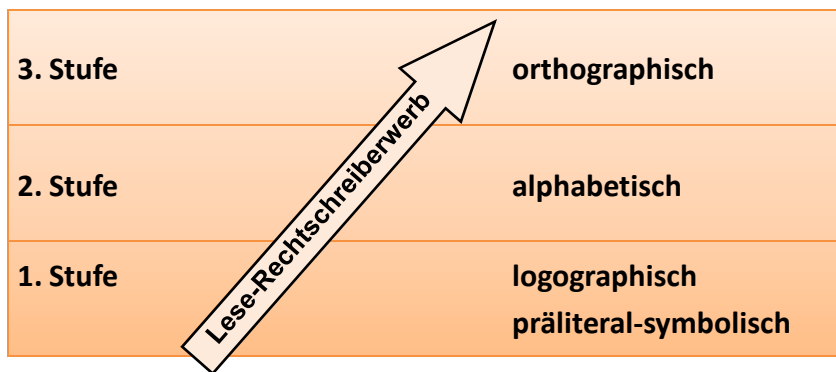 3. Stufe orthographisch
2. Stufe alphabetisch
1. Stufe logographisch
präliteral-symbolisch
Lese-Rechtschreiberwerb